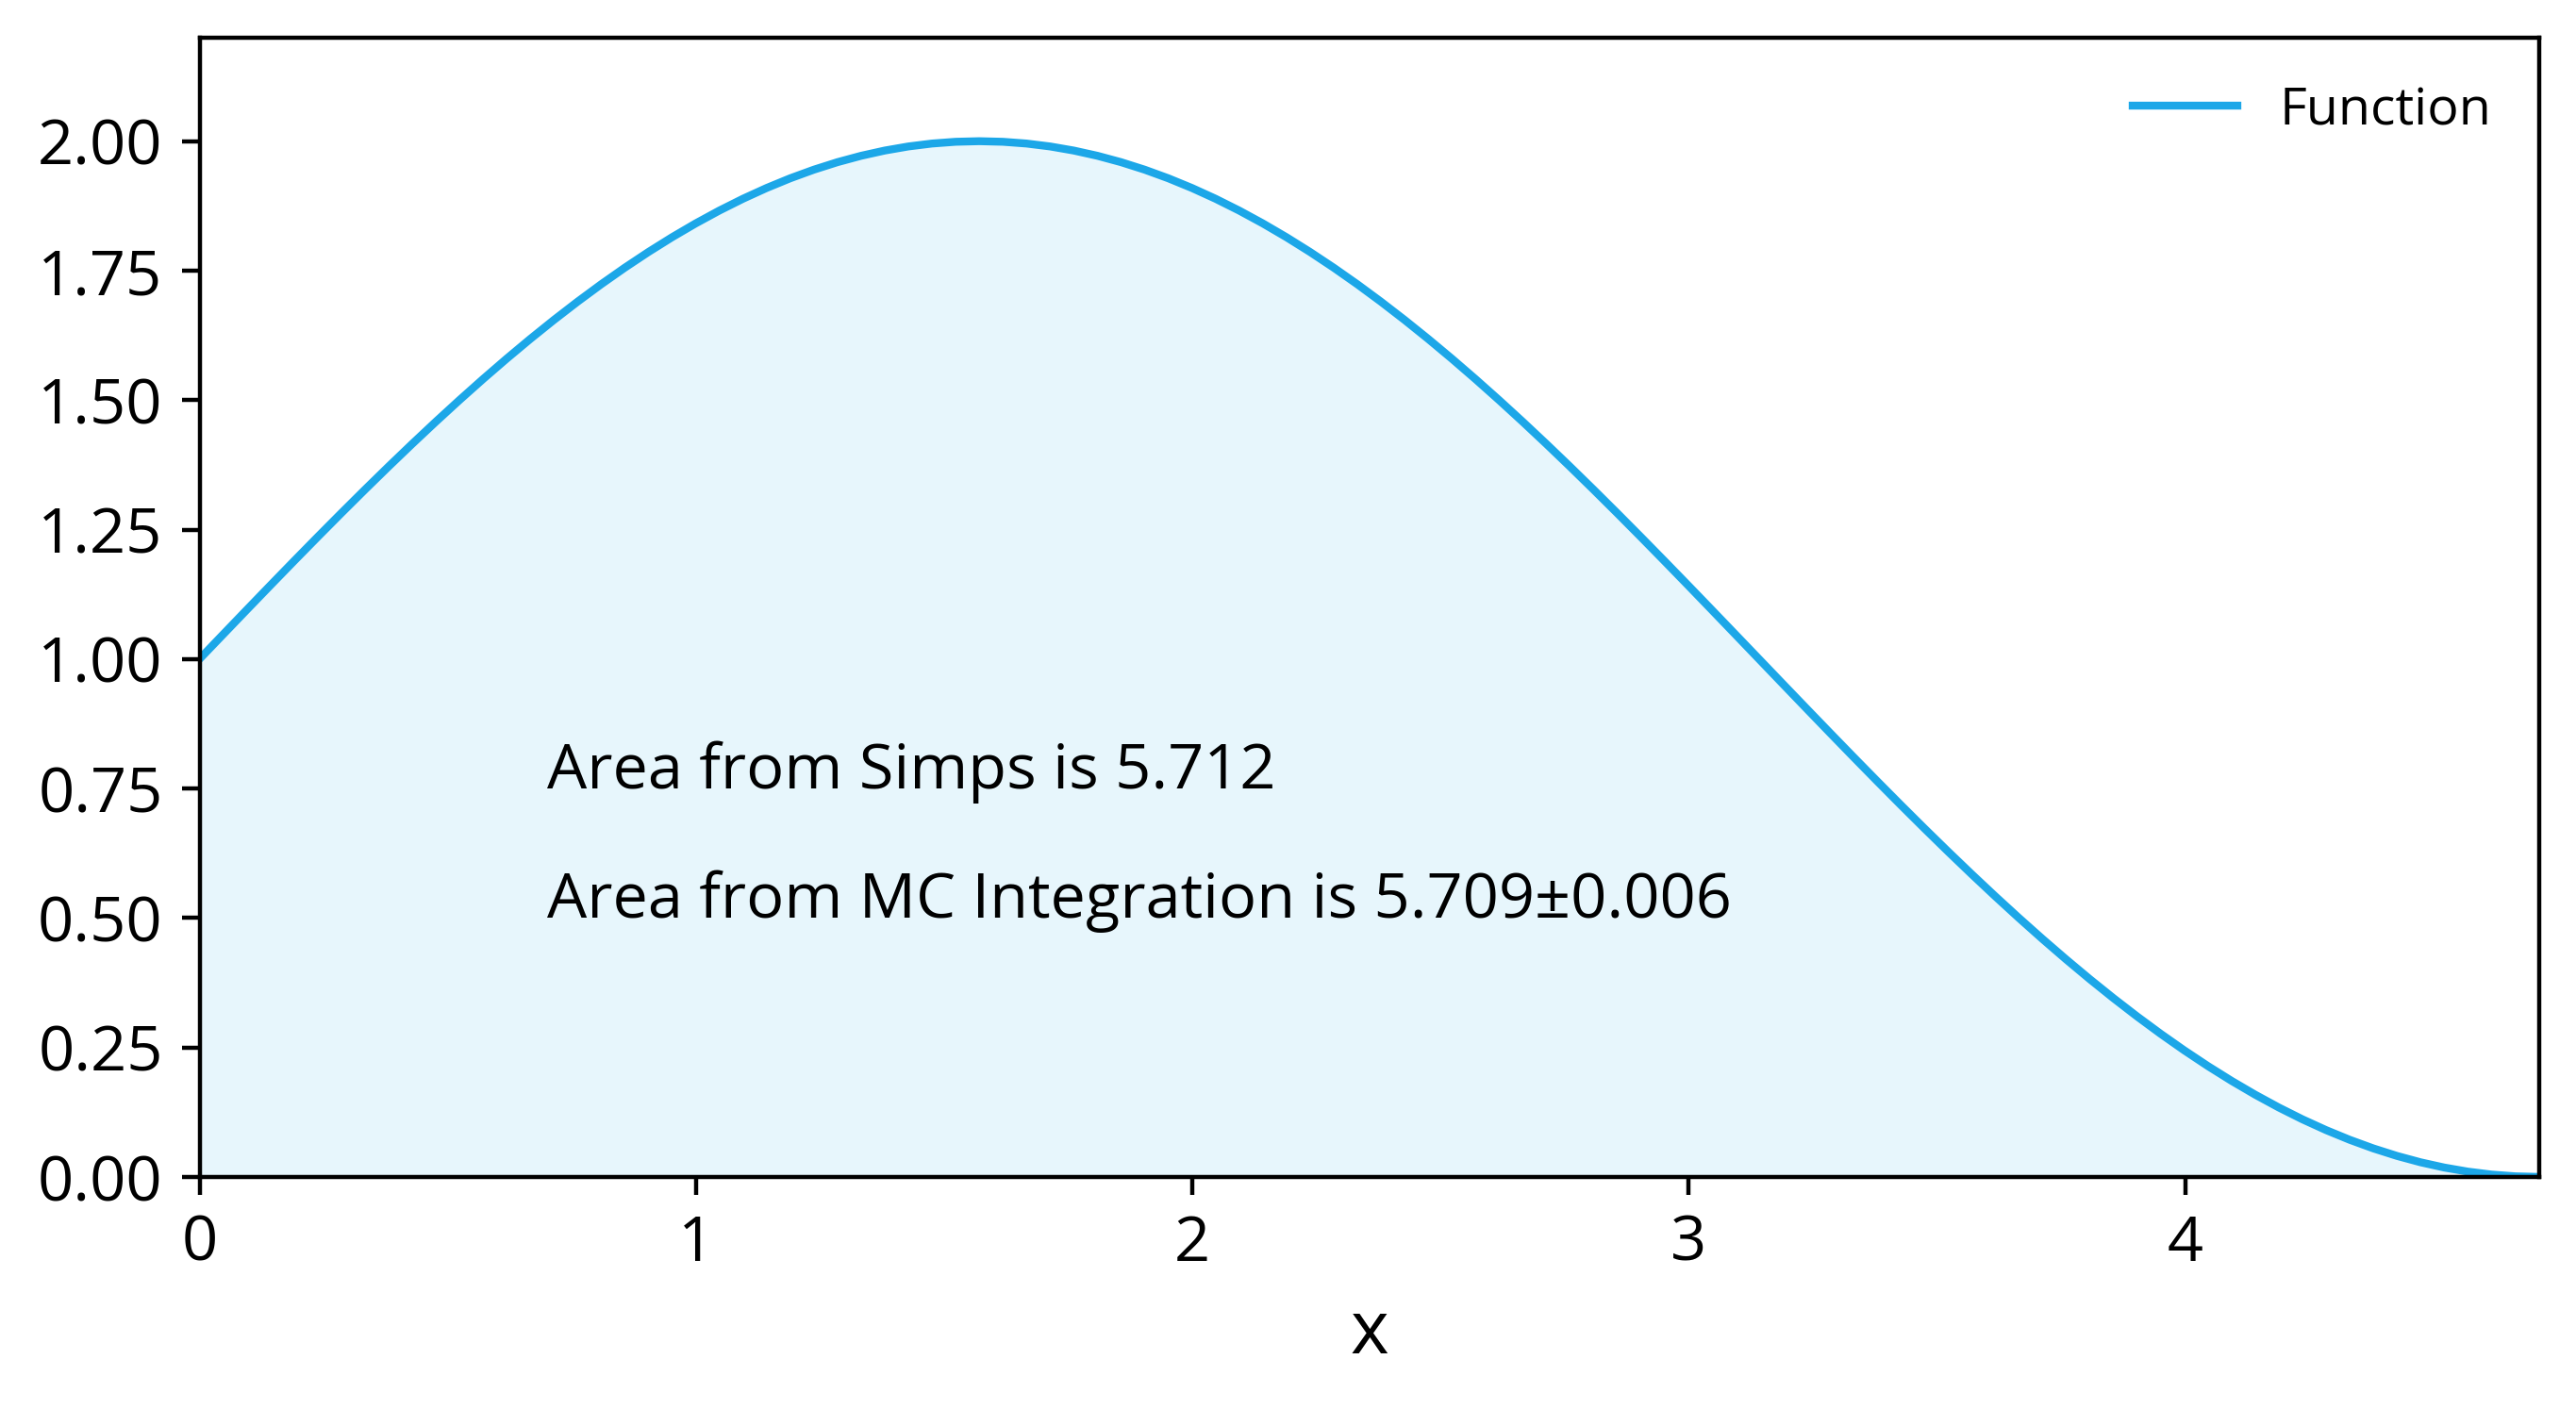 Function
2.00
1.75
1.50
1.25
1.00
0.75
0.50
0.25
0.00
Area from Simps is 5.712
Area from MC Integration is 5.709±0.006
0 1 2 3 4
x